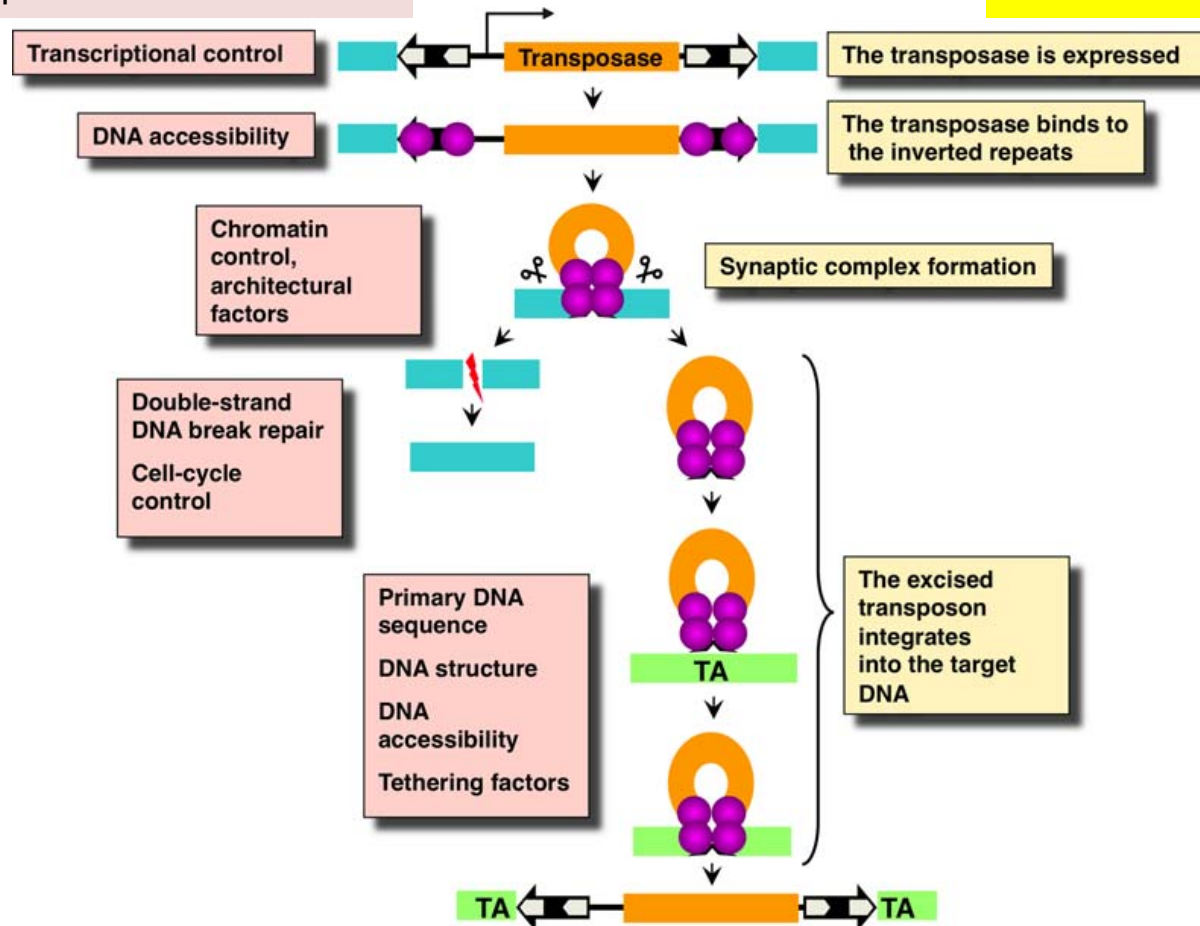 Transcriptional control
Transposase
The transposase is expressed
DNA accessibility
The transposase binds to
the inverted repeats
Chromatin
control,
architectural
factors
Synaptic complex formation
Double-strand
DNA break repair
Cell-cycle
control
Primary DNA
sequence
DNA structure
DNA
accessibility
Tethering factors
TA
The excised
transposon
integrates
into the target
DNA
TA
TA